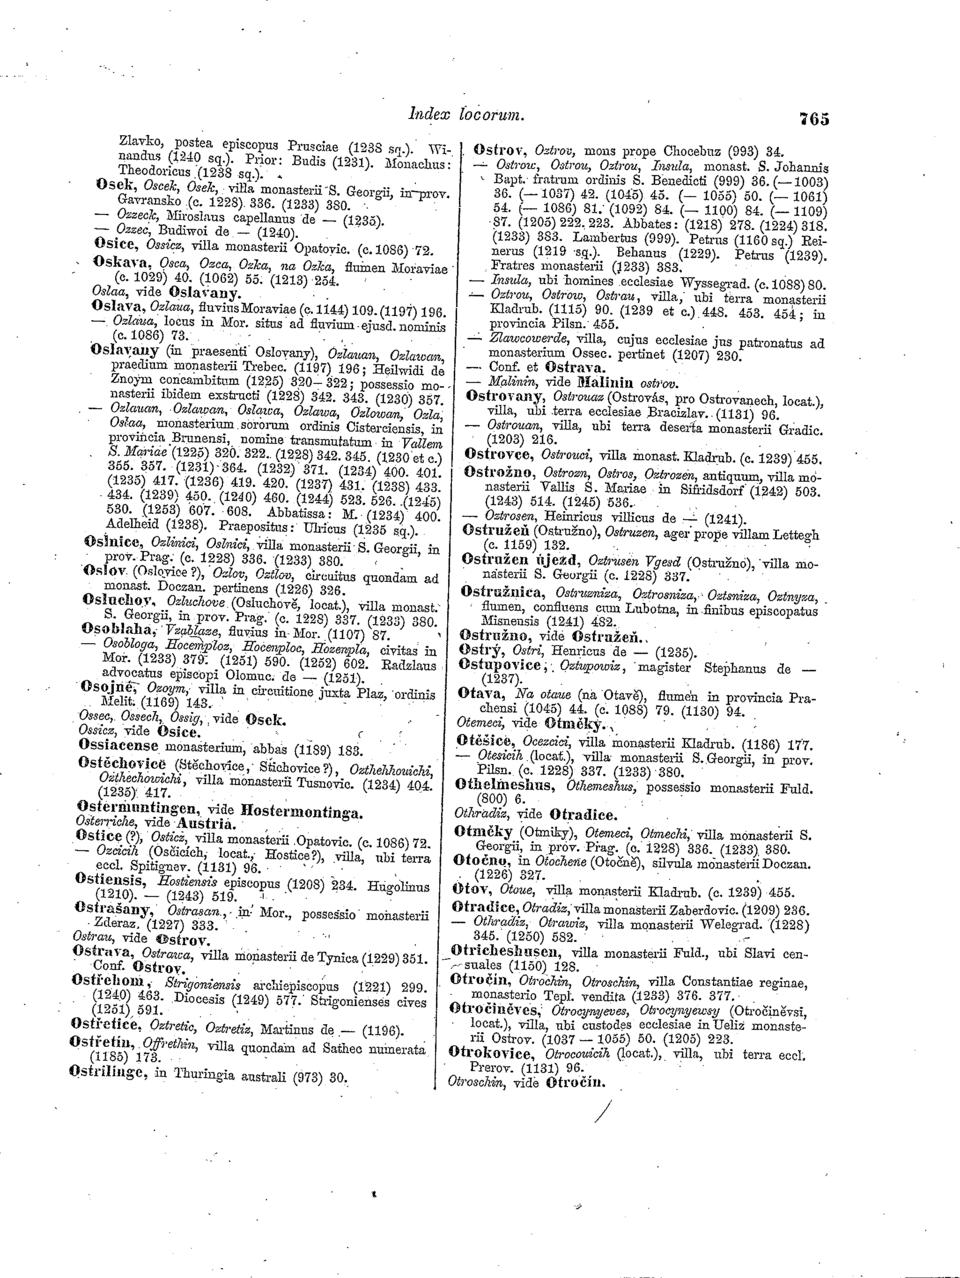 Index locorum.
765
Zlavko, postea episcopus Prusciae (1238 sq.). Wi-
nandus (1240 sq.). Prior: Budis (1231). Monachus:
Theodoricus (1238 sq.).
Osek, Oscek, Osek, villa monasterii S. Georgii, in prov.
Gavransko (c. 1228) 336. (1233) 380.
— Ozzeck, Miroslaus capellanus de — (1235).
— Ozzec, Budiwoi de — (1240).
Osice, Ossicz, villa monasterii Opatovic. (c. 1086) 72.
Oskava, Osca, Ozca, Ozka, na Ozka, flumen Moraviae
(c. 1029) 40. (1062) 55. (1213) 254.
Oslaa, vide Oslavany.
Oslava, Ozlaua, fluvius Moraviae (c. 1144) 109. (1197) 196.
— Ozlaua, locus in Mor. situs ad fluvium ejusd. nominis
(c. 1086) 73.
Oslavany (in praesenti Oslovany), Ozlauan, Ozlawan,
praedium monasterii Trebec. (1197) 196; Heilwidi de
Znoym concambitum (1225) 320—322; possessio mo-
nasterii ibidem exstructi (1228) 342. 343. (1230) 357.
— Ozlauan, Ozlawan, Oslawa, Ozlawa, Ozlowan, Ozla,
Oslaa, monasterium sororum ordinis Cisterciensis, in
provincia Brunensi, nomine transmutatum in Vallem
S. Mariae (1225) 320. 322. (1228) 342. 345. (1230 et c.)
355. 357. (1231) 364. (1232) 371. (1234) 400. 401.
(1235) 417. (1236) 419. 420. (1237) 431. (1238) 433.
434. (1239) 450. (1240) 460. (1244) 523. 526. (1245)
530. (1253) 607. 608. Abbatissa: M. (1234) 400.
Adelheid (1238). Praepositus: Ulricus (1235 sq.).
Oslnice, Ozlinici, Oslnici, villa monasterii S. Georgii, in
prov. Prag. (c. 1228) 336. (1233) 380.
Oslov (Oslovice?), Ozlov, Oztlov, circuitus quondam ad
monast. Doczan. pertinens (1226) 326.
Osluchov, Ozluchove (Osluchově, locat.), villa monast.
S. Georgii, in prov. Prag. (c. 1228) 337. (1233) 380.
Osoblaha, Vzablaze, fluvius in Mor. (1107) 87.
— Osobloga, Hocemploz, Hocenploc, Hozenpla, civitas in
Mor. (1233) 379. (1251) 590. (1252) 602. Radzlaus
advocatus episcopi Olomuc. de — (1251).
Osojné, Ozoym, villa in circuitione juxta Plaz, ordinis
Melit. (1169) 143.
Ossec, Ossech, Ossig, vide Osek.
Ossicz, vide Osice.
Ossiacense monasterium, abbas (1189) 183.
Ostěchovice (Stěchovice, Stichovice?), Ozthehhouichi,
Ozthechowichi, villa monasterii Tusnovic. (1234) 404.
(1235) 417.
Ostermuntingen, vide Hostermontinga.
Osterriche, vide Austria.
Ostice (?), Osticz, villa monasterii Opatovic. (c. 1086) 72.
— Ozcicih (Oščicích, locat., Hostice?), villa, ubi terra
eccl. Spitignev. (1131) 96.
Ostiensis, Hostiensis episcopus (1208) 234. Hugolinus
(1210). — (1243) 519.
Ostrašany, Ostrasan., in Mor., possessio monasterii
Zderaz. (1227) 333.
Ostrau, vide Ostrov.
Ostrava, Ostrawa, villa monasterii de Tynica (1229) 351.
Conf. Ostrov.
Ostřehom, Strigoniensis archiepiscopus (1221) 299.
(1240) 463. Diocesis (1249) 577. Strigonienses cives
(1251) 591.
Ostřetice, Oztretic, Oztretiz, Martinus de — (1196).
Ostřetín, Offrethin, villa quondam ad Sathec numerata
(1185) 173.
Ostrilinge, in Thuringia australi (973) 30.
Ostrov, Oztrov, mons prope Chocebuz (993) 34.
— Ostrow, Ostrou, Oztrou, Insula, monast. S. Johannis
Bapt. fratrum ordinis S. Benedicti (999) 36. (— 1003)
36. (— 1037) 42. (1045) 45. (— 1055) 50. (— 1061)
54. (— 1086) 81. (1092) 84. (— 1100) 84. (— 1109)
87. (1205) 222. 223. Abbates: (1218) 278. (1224) 318.
(1233) 383. Lambertus (999). Petrus (1160 sq.) Rei-
nerus (1219 sq.). Behanus (1229). Petrus (1239).
Fratres monasterii (1233) 383.
— Insula, ubi homines ecclesiae Wyssegrad. (c. 1088) 80.
— Oztrou, Ostrow, Ostrau, villa, ubi terra monasterii
Kladrub. (1115) 90. (1239 et c.) 448. 453. 454; in
provincia Pilsn. 455.
— Zlawcowerde, villa, cujus ecclesiae jus patronatus ad
monasterium Ossec. pertinet (1207) 230.
— Conf. et Ostrava.
— Malinin, vide Malinin ostrov.
Ostrovany, Ostrouaz (Ostrovás, pro Ostrovanech, locat.),
villa, ubi terra ecclesiae Bracizlav. (1131) 96.
— Ostrouan, villa, ubi terra deserta monasterii Gradic.
(1203) 216.
Ostrovce, Ostrouci, villa monast. Kladrub. (c. 1239) 455.
Ostrožno, Ostrozn, Ostros, Oztrozen, antiquum, villa mo-
nasterii Vallis S. Mariae in Sifridsdorf (1242) 503.
(1243) 514. (1245) 536.
— Oztrosen, Heinricus villicus de — (1241).
Ostružeň (Ostružno), Ostruzen, ager prope villam Lettegh
(c. 1159) 132.
Ostružen újezd, Oztrusen Vgesd (Ostružno), villa mo-
nasterii S. Georgii (c. 1228) 337.
Ostružnica, Ostruzniza, Oztrosniza, Oztsniza, Oztnyza,
flumen, confluens cum Lubotna, in finibus episcopatus
Misnensis (1241) 482.
Ostružno, vide Ostružeň.
Ostrý, Ostri, Henricus de — (1235).
Ostupovice, Oztupowiz, magister Stephanus de —
(1237).
Otava, Na otaue (na Otavě), flumen in provincia Pra-
chensi (1045) 44. (c. 1088) 79. (1130) 94.
Otemeci, vide Otměky.
Otěšice, Ocezcici, villa monasterii Kladrub. (1186) 177.
— Otesicih (locat.), villa monasterii S. Georgii, in prov.
Pilsn. (c. 1228) 337. (1233) 380.
Othelmeshus, Othemeshus, possessio monasterii Fuld.
(800) 6.
Othradiz, vide Otradice.
Otměky (Otmiky), Otemeci, Otmechi, villa monasterii S.
Georgii, in prov. Prag. (c. 1228) 336. (1233) 380.
Otočno, in Otochene (Otočně), silvula monasterii Doczan.
(1226) 327.
Otov, Otoue, villa monasterii Kladrub. (c. 1239) 455.
Otradice, Otradiz, villa monasterii Zaberdovic. (1209) 236.
— Othradiz, Otrawiz, villa monasterii Welegrad. (1228)
345. (1250) 582.
Otricheshusen, villa monasterii Fuld., ubi Slavi cen-
suales (1150) 128.
Otročín, Otrochin, Otroschin, villa Constantiae reginae,
monasterio Tepl. vendita (1233) 376. 377.
Otročiněves, Otrocynyeves, Otrocynyewsy (Otročiněvsi,
locat.), villa, ubi custodes ecclesiae in Ueliz monaste-
rii Ostrov. (1037—1055) 50. (1205) 223.
Otrokovice, Otrocouicih (locat.), villa, ubi terra eccl.
Prerov. (1131) 96.
Otroschin, vide Otročín.